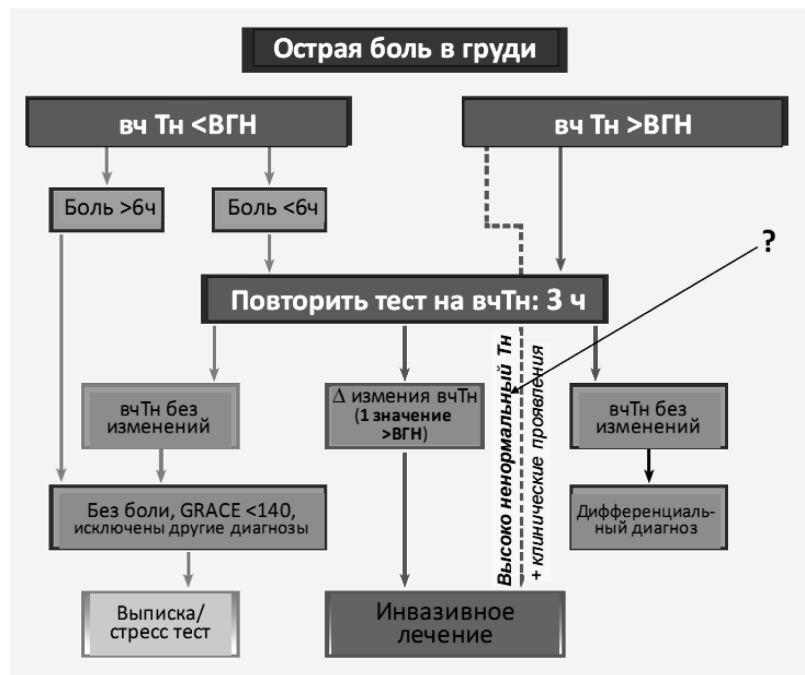 Острая боль в груди
вч Тн <ВГН
вч Тн >ВГН
Боль >6ч
Боль <6ч
?
Повторить тест на вчТн: 3 ч
вчТн без
изменений
Δ измения вчТн
(1 значение
>ВГН)
Высоко ненормальный Тн
+ клинические проявления
вчТн без
изменений
Без боли, GRACE <140,
исключены другие диагнозы
Дифференциаль-
ный диагноз
Выписка/
стресс тест
Инвазивное
лечение